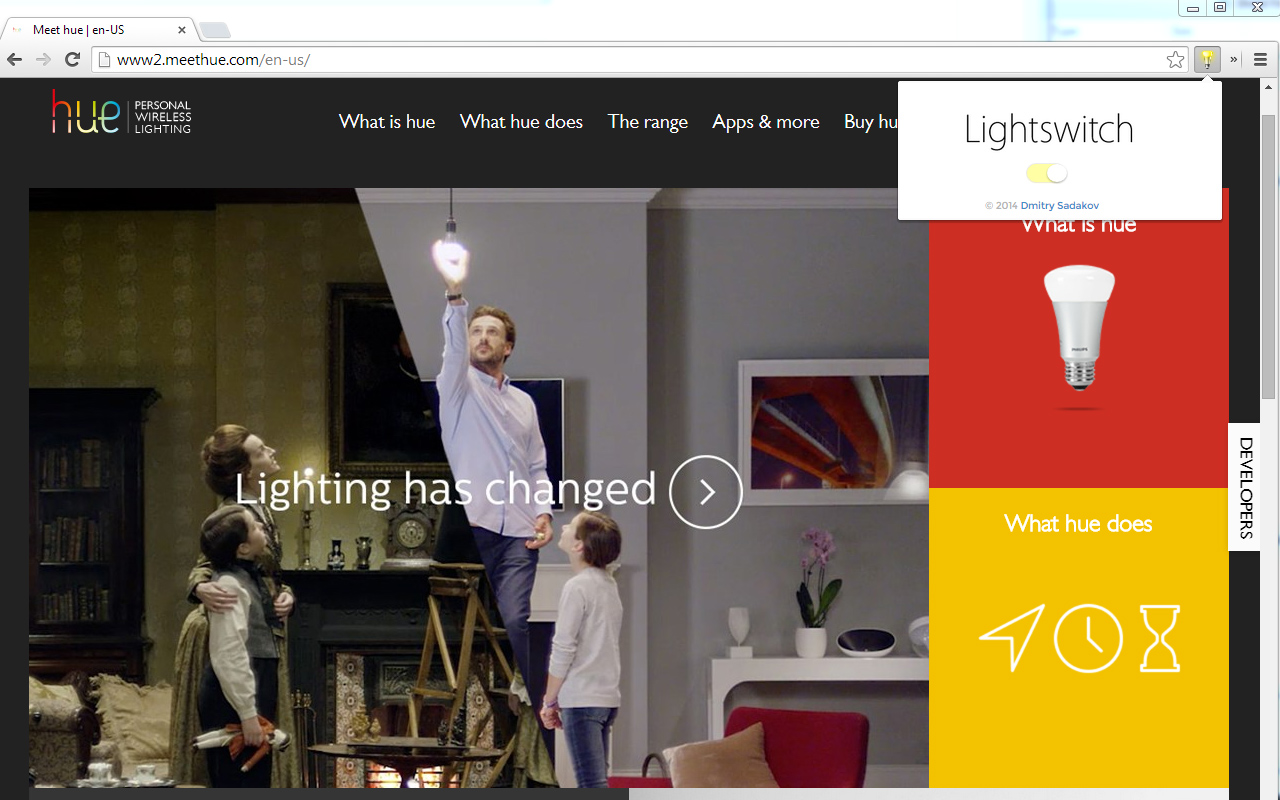 Meet hue | en-US
www2.meethue.com/en-us/
hue PERSONAL
WIRELESS
LIGHTING
What is hue What hue does The range Apps & more Buy hu
Lightswitch
© 2014 Dmitry Sadakov
What is hue
PHILIPS
Lighting has changed
DEVELOPERS
What hue does